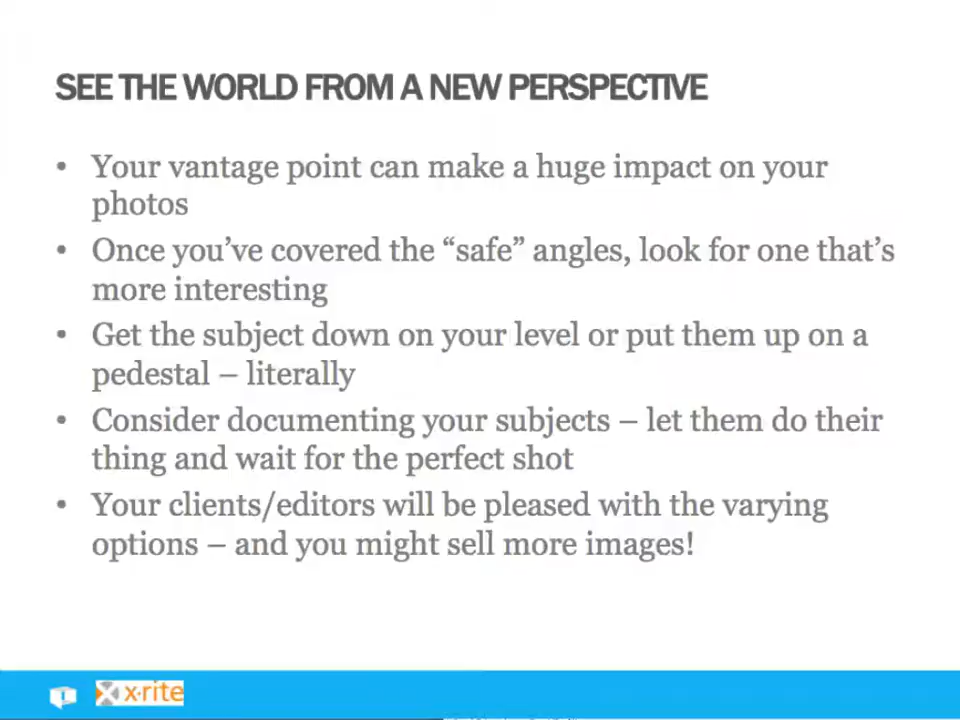 SEE THE WORLD FROM A NEW PERSPECTIVE
• Your vantage point can make a huge impact on your
photos
• Once you’ve covered the “safe” angles, look for one that’s
more interesting
• Get the subject down on your level or put them up on a
pedestal – literally
• Consider documenting your subjects – let them do their
thing and wait for the perfect shot
• Your clients/editors will be pleased with the varying
options – and you might sell more images!
x·rite